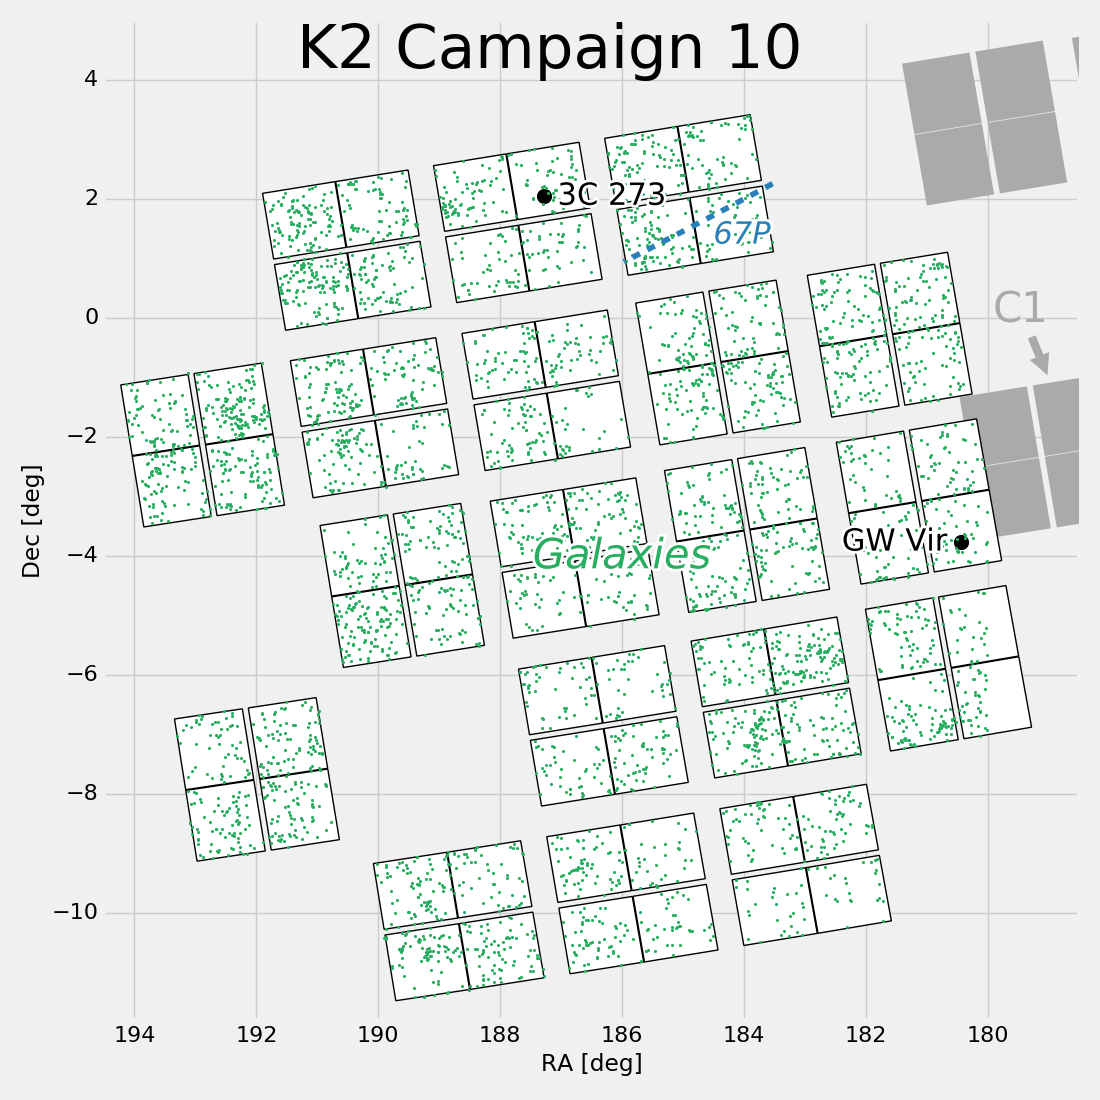 K2 Campaign 10
4
2
0
−2
−4
−6
−8
−10
Dec [deg]
3C 273
67P
C1
GW Vir
Galaxies
194 192 190 188 186 184 182 180
RA [deg]